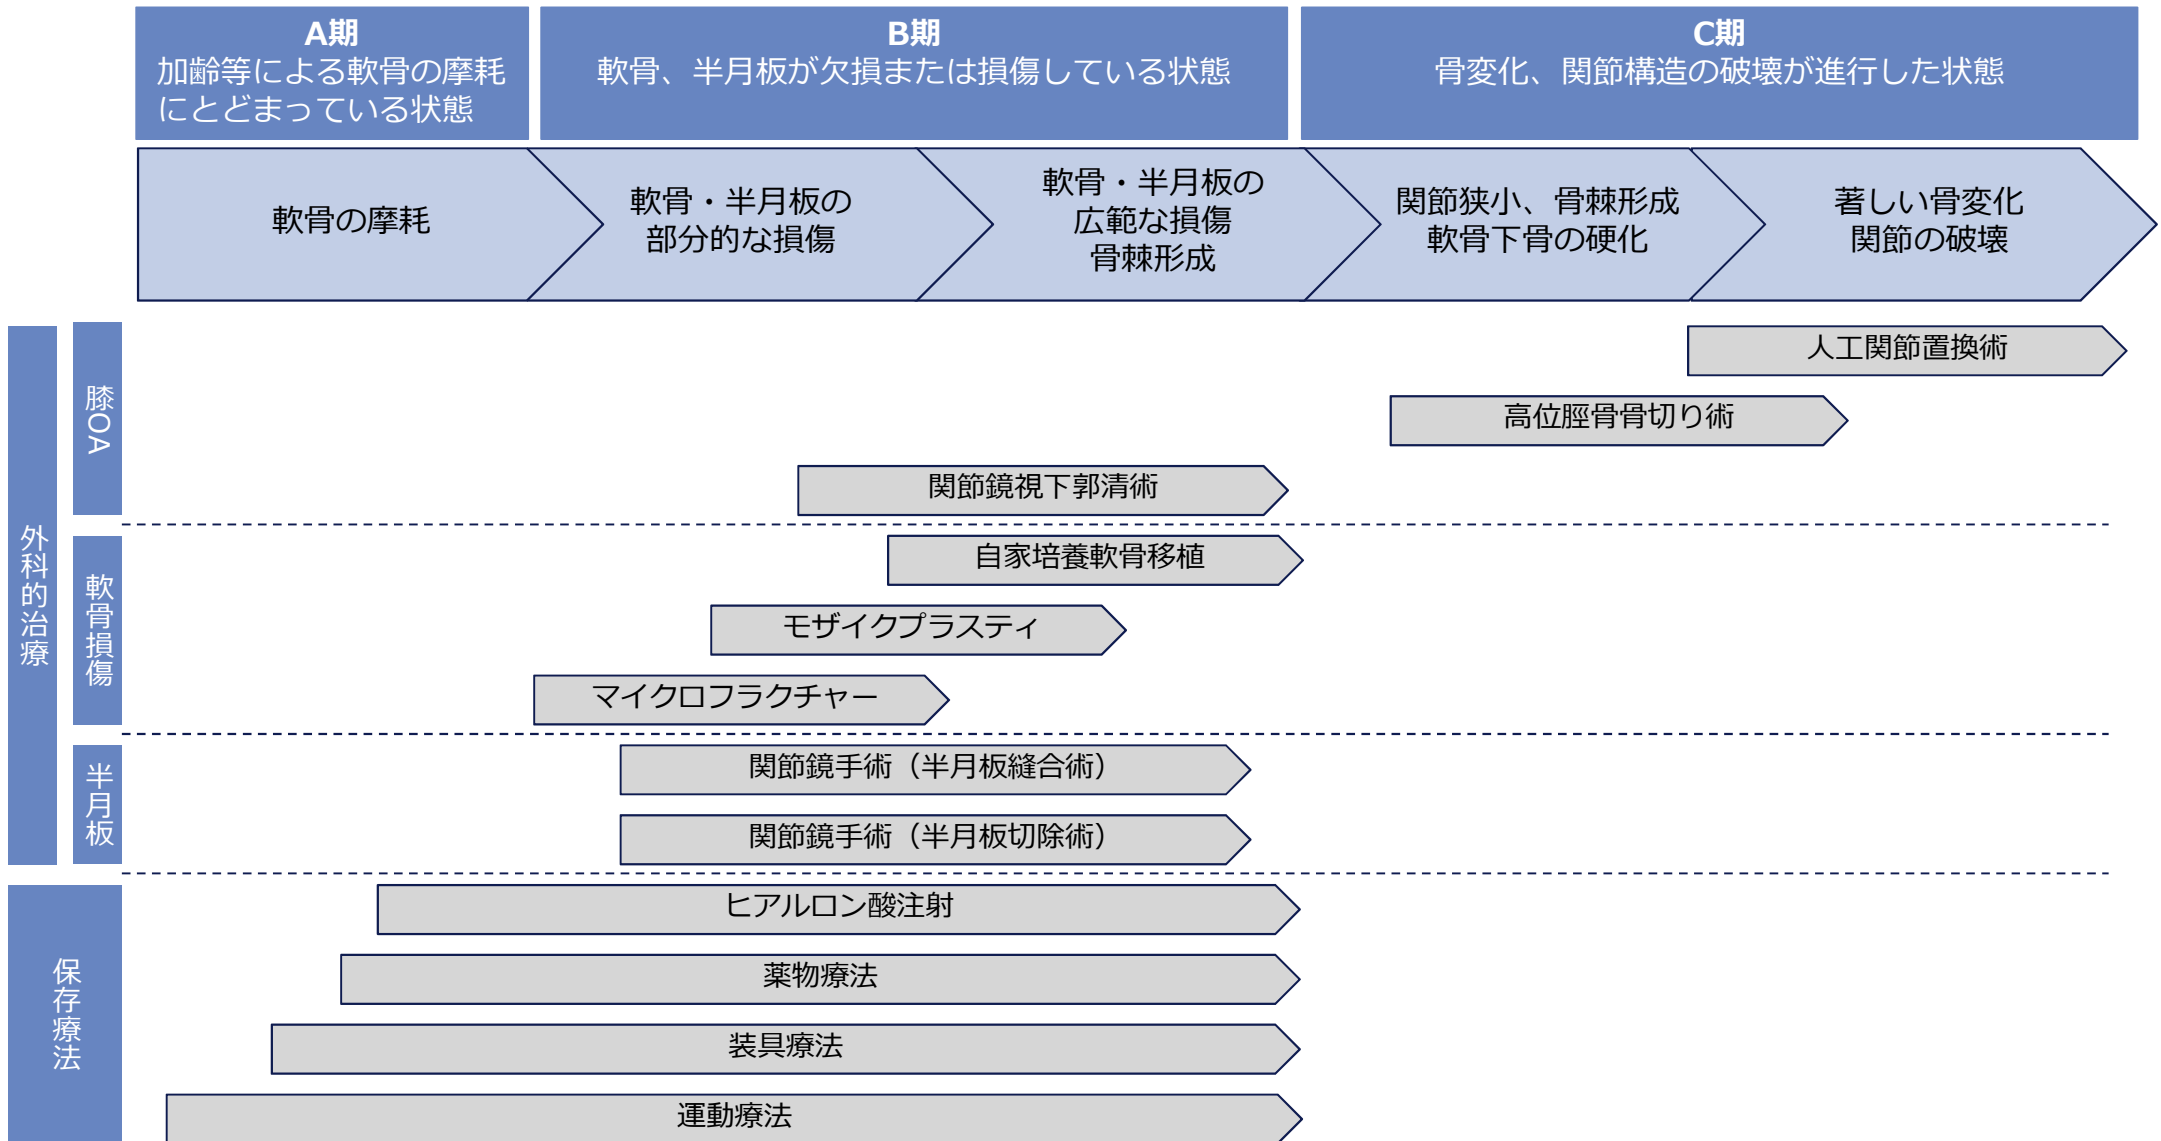 A期
加齢等による軟骨の摩耗
にとどまっている状態
B期
軟骨、半月板が欠損または損傷している状態
C期
骨変化、関節構造の破壊が進行した状態
軟骨の摩耗
軟骨・半月板の
部分的な損傷
軟骨・半月板の
広範な損傷
骨棘形成
関節狭小、骨棘形成
軟骨下骨の硬化
著しい骨変化
関節の破壊
外科的治療
膝OA
人工関節置換術
高位脛骨骨切り術
関節鏡視下郭清術
軟骨損傷
自家培養軟骨移植
モザイクプラスティ
マイクロフラクチャー
半月板
関節鏡手術（半月板縫合術）
関節鏡手術（半月板切除術）
保存療法
ヒアルロン酸注射
薬物療法
装具療法
運動療法